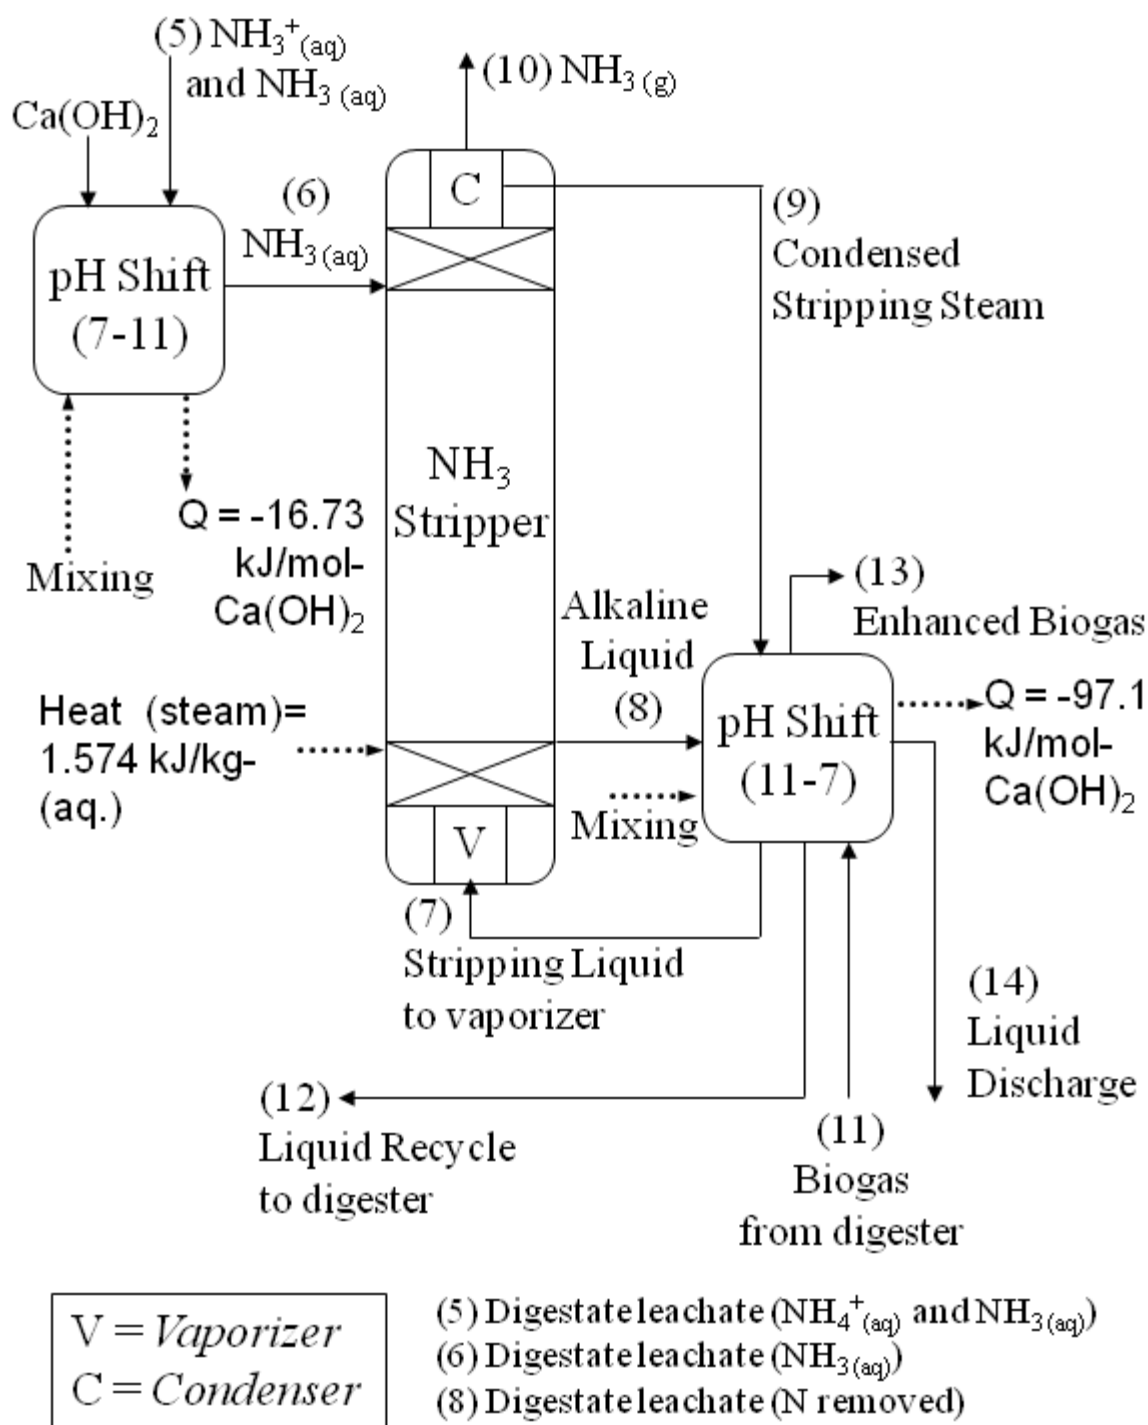 (5) NH₃⁺(aq)
and NH₃ (aq)
Ca(OH)₂
(10) NH₃ (g)
pH Shift
(7-11)
(6)
NH₃ (aq)
C
(9)
Condensed
Stripping Steam
NH₃
Stripper
Q = -16.73
kJ/mol-
Ca(OH)₂
Mixing
Heat (steam)=
1.574 kJ/kg-
(aq.)
Alkaline
Liquid
(8)
(13)
Enhanced Biogas
pH Shift
(11-7)
Q = -97.1
kJ/mol-
Ca(OH)₂
Mixing
V
(7)
Stripping Liquid
to vaporizer
(14)
Liquid
Discharge
(12)
Liquid Recycle
to digester
(11)
Biogas
from digester
V = Vaporizer
C = Condenser
(5) Digestate leachate (NH₄⁺(aq) and NH₃ (aq))
(6) Digestate leachate (NH₃ (aq))
(8) Digestate leachate (N removed)